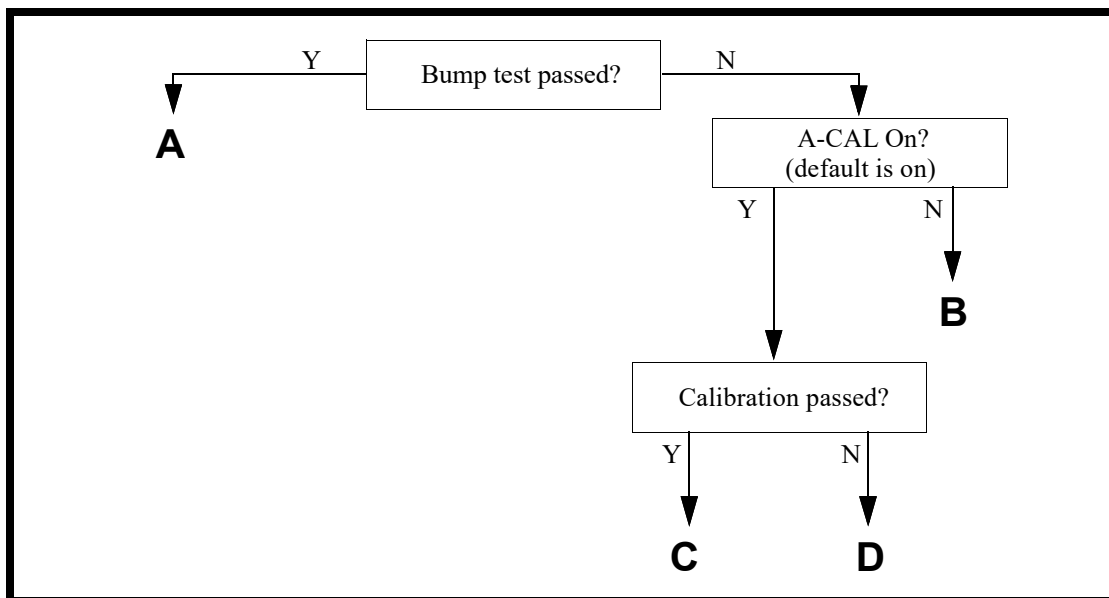 Y
Bump test passed?
N
A
A-CAL On?
(default is on)
Y
N
B
Calibration passed?
Y
N
C
D